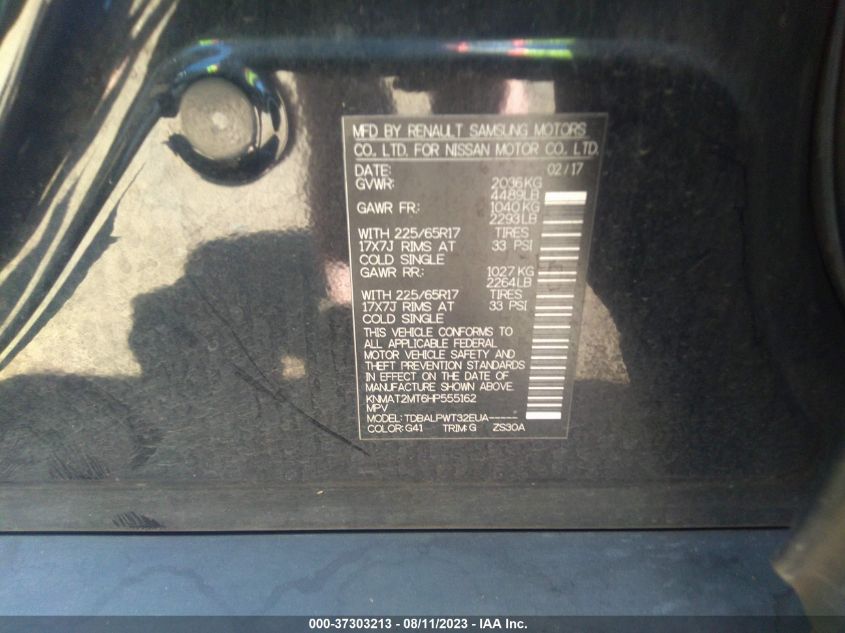 MFD BY RENAULT SAMSUNG MOTORS
CO., LTD. FOR NISSAN MOTOR CO., LTD.
DATE: 02/17
GVWR: 2036KG
4489LB
GAWR FR: 1040KG
2293LB
WITH 225/65R17 TIRES
17X7J RIMS AT 33 PSI
COLD SINGLE
GAWR RR: 1027KG
2264LB
WITH 225/65R17 TIRES
17X7J RIMS AT 33 PSI
COLD SINGLE
THIS VEHICLE CONFORMS TO
ALL APPLICABLE FEDERAL
MOTOR VEHICLE SAFETY AND
THEFT PREVENTION STANDARDS
IN EFFECT ON THE DATE OF
MANUFACTURE SHOWN ABOVE.
KNMAT2MT6HP555162
MPV
MODEL: TDBALPWT32EUA-----
COLOR: G41 TRIM: G ZS30A
000-37303213 - 08/11/2023 - IAA Inc.